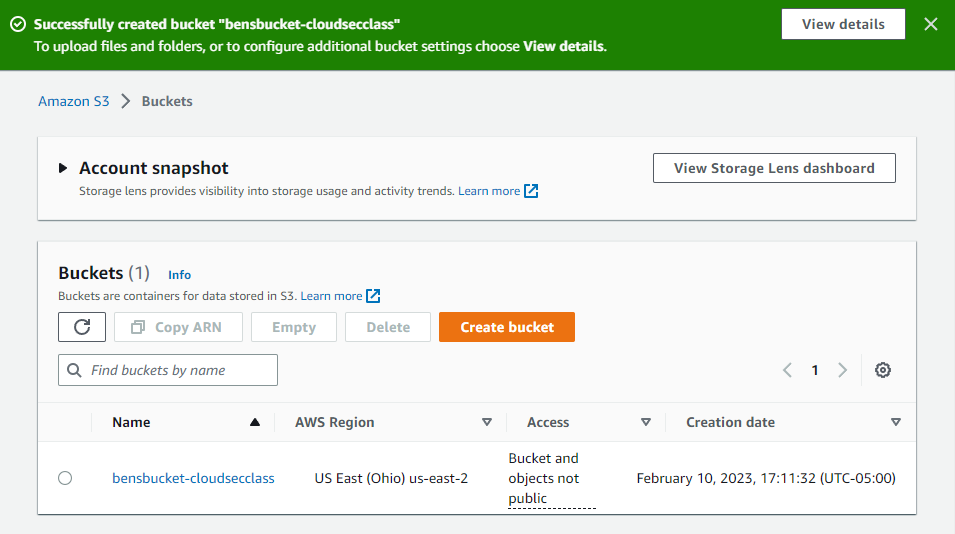 Successfully created bucket "bensbucket-cloudsecclass"
To upload files and folders, or to configure additional bucket settings choose View details.
View details
Amazon S3 > Buckets
Account snapshot
Storage lens provides visibility into storage usage and activity trends. Learn more
View Storage Lens dashboard
Buckets (1) Info
Buckets are containers for data stored in S3. Learn more
Copy ARN Empty Delete Create bucket
Find buckets by name
1
Name AWS Region Access Creation date
bensbucket-cloudsecclass
US East (Ohio) us-east-2
Bucket and
objects not
public
February 10, 2023, 17:11:32 (UTC-05:00)